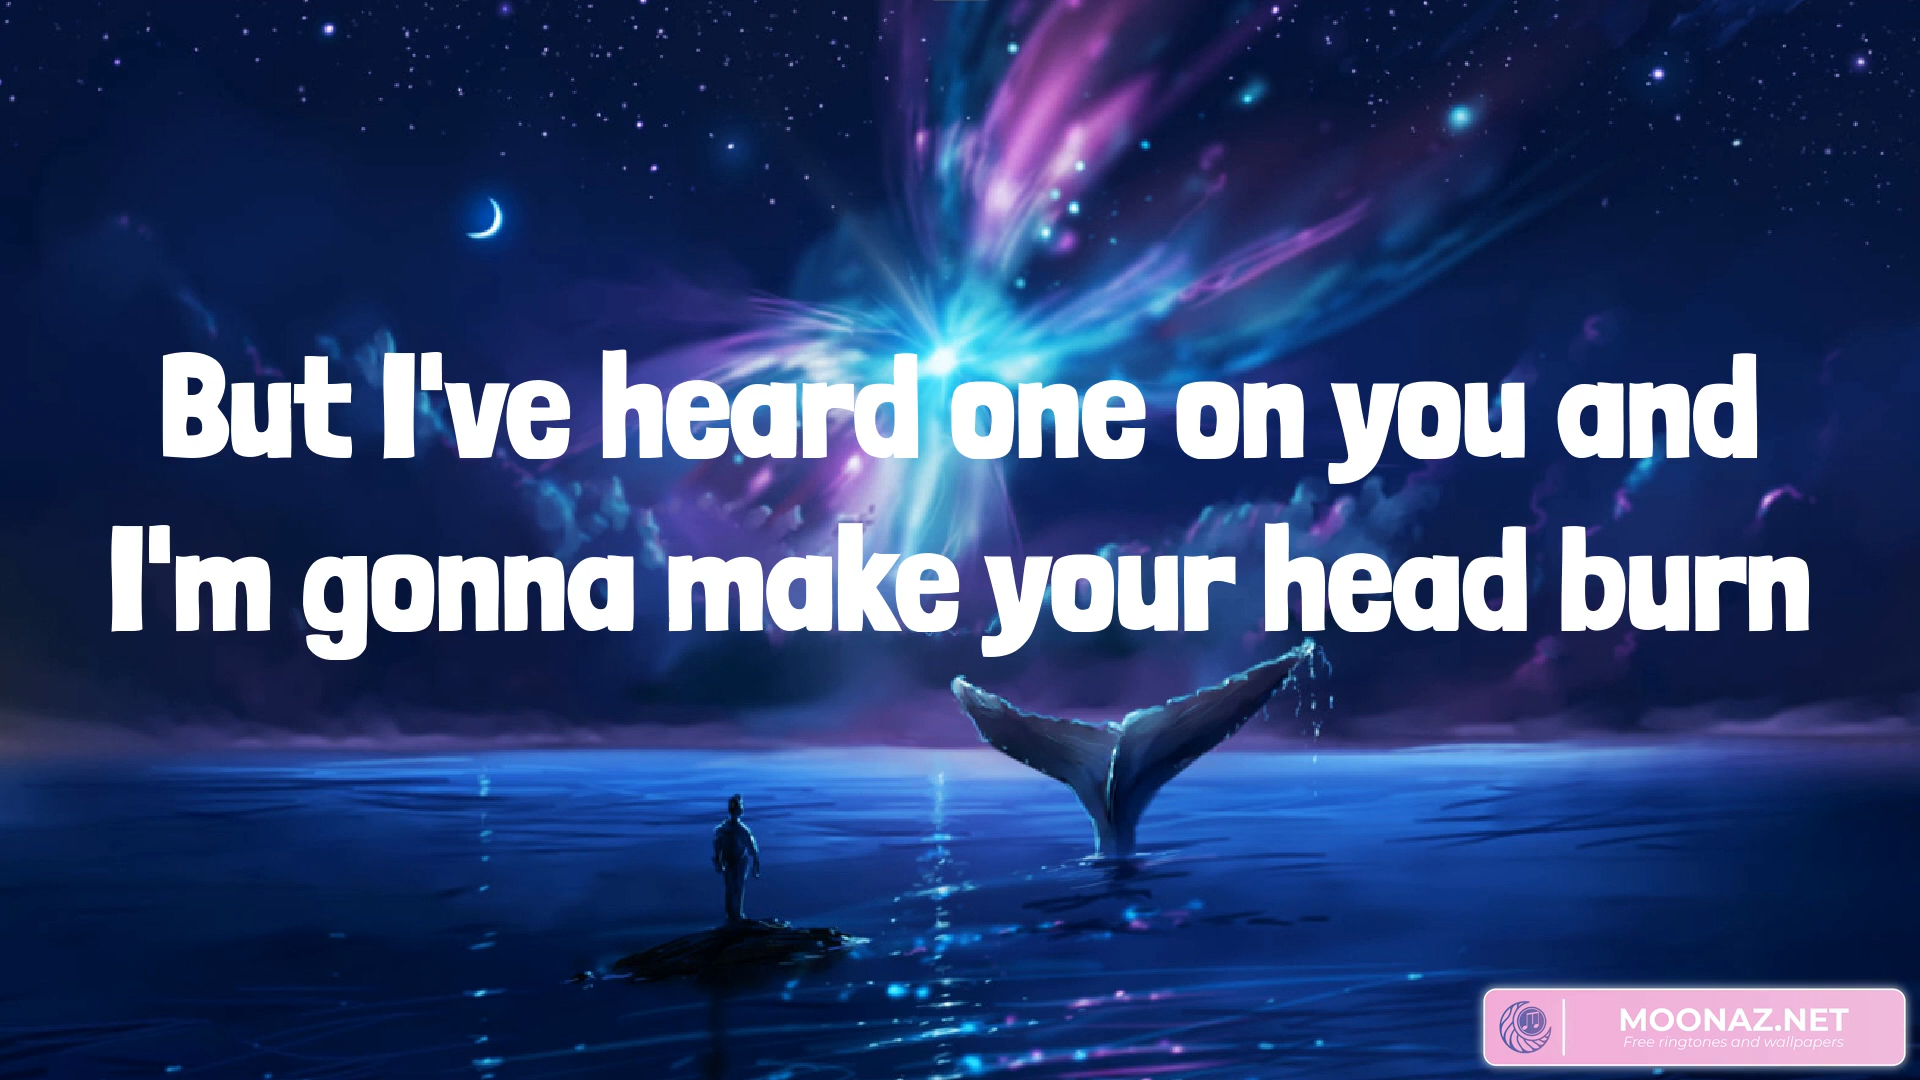 But I've heard one on you and
I'm gonna make your head burn
MOONAZ.NET
Free ringtones and wallpapers